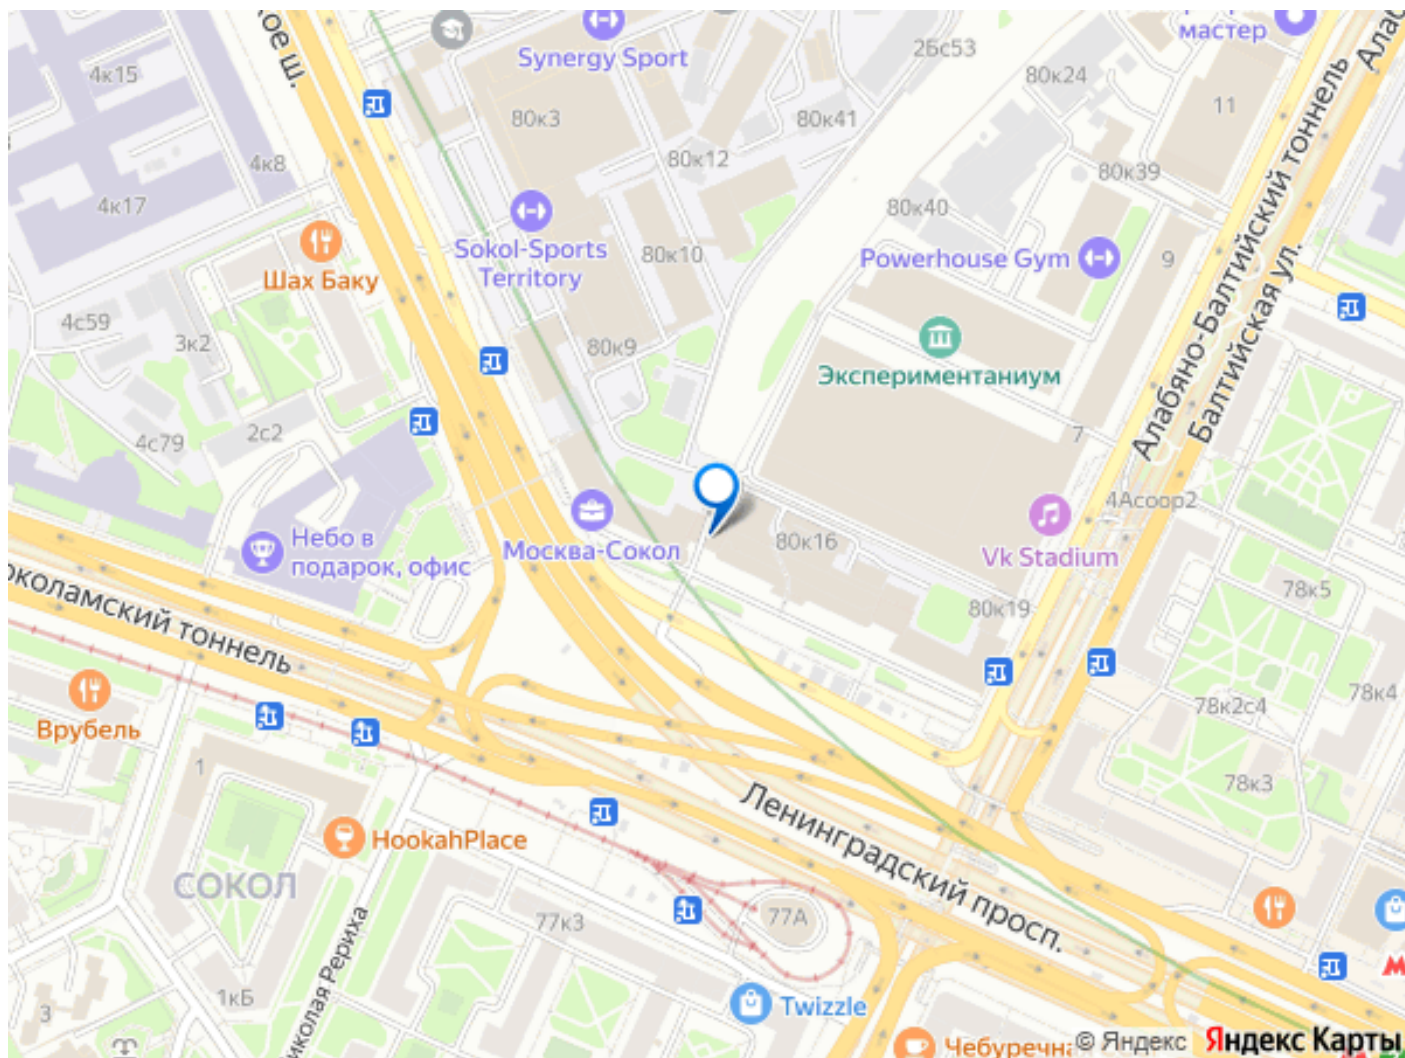 мастер
2Бс53
Synergy Sport
4к15
80к24
11
80к3
80к41
80к12
4к8
80к39
4к17
80к40
Sokol-Sports
Territory
80к10
Powerhouse Gym
9
Шах Баку
4с59
3к2
80к9
Экспериментаниум
Алабяно-Балтийский тоннель
Балтийская ул.
4с79
2с2
7
4Асоор2
Небо в
подарок, офис
Москва-Сокол
80к16
Vk Stadium
78к5
80к19
78к4
78к2с4
Врубель
1
78к3
Ленинградский просп.
HookahPlace
СОКОЛ
77к3
77А
1кБ
3
Twizzle
© Яндекс
Яндекс Карты